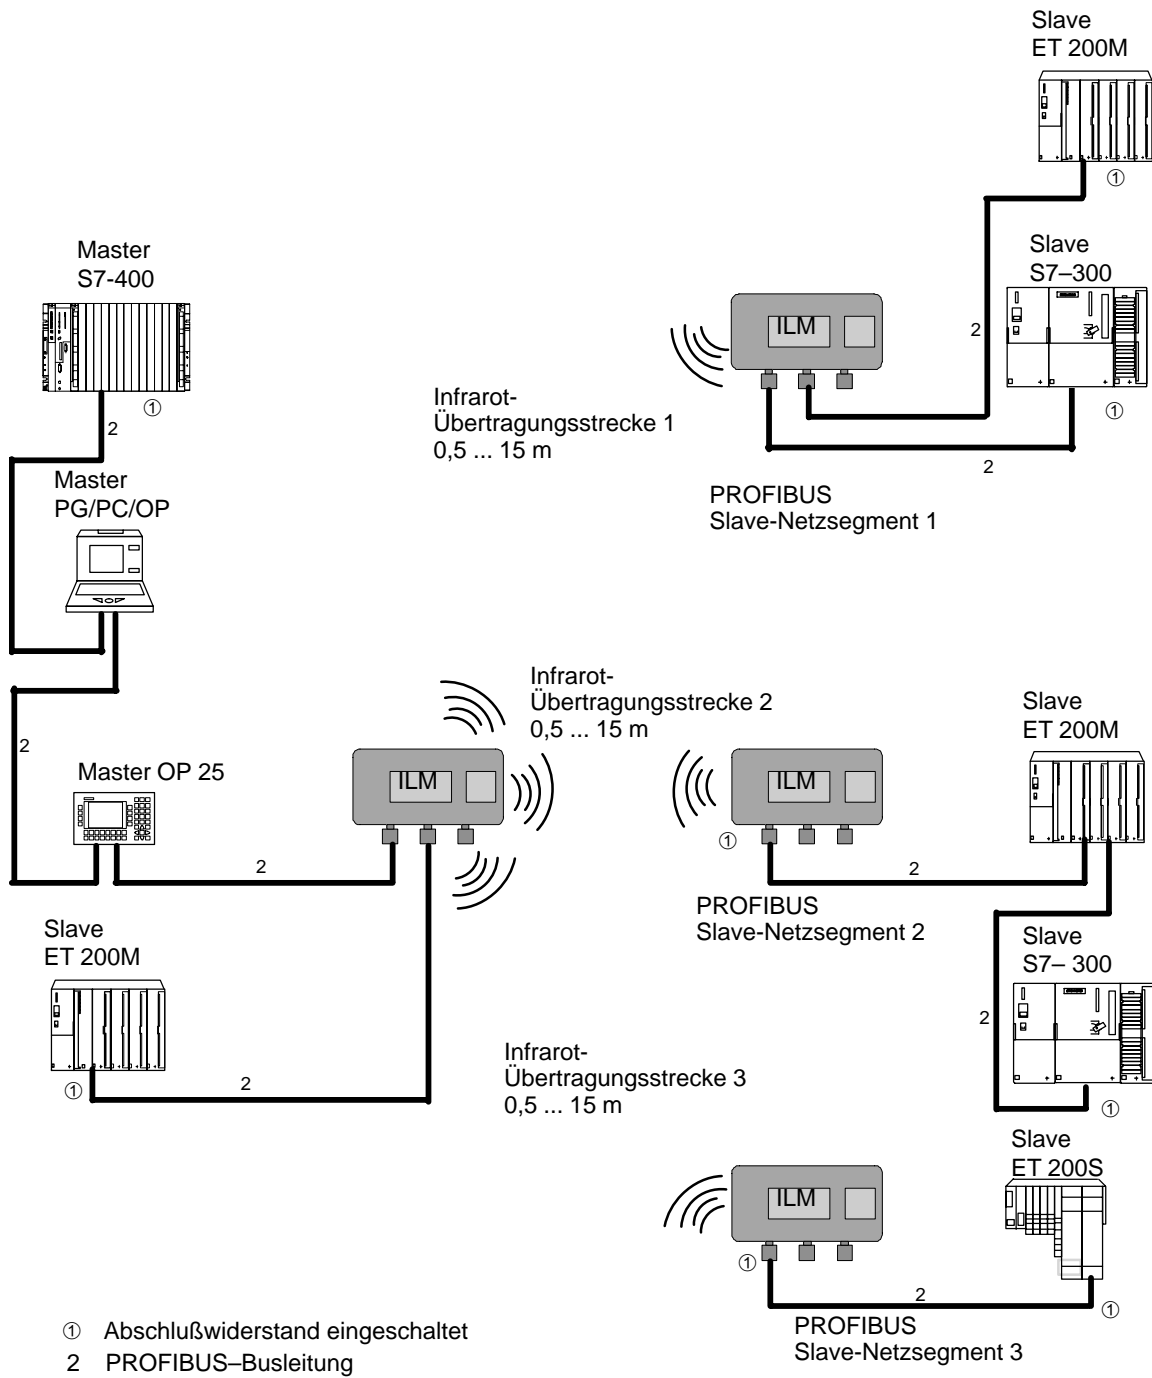 Slave
ET 200M
①
Slave
S7–300
①
2
2
ILM
Infrarot-
Übertragungsstrecke 1
0,5 ... 15 m
PROFIBUS
Slave-Netzsegment 1
Master
S7-400
①
2
Master
PG/PC/OP
2
Master OP 25
2
ILM
Infrarot-
Übertragungsstrecke 2
0,5 ... 15 m
ILM
①
2
PROFIBUS
Slave-Netzsegment 2
Slave
ET 200M
Slave
S7– 300
2
①
Slave
ET 200M
①
2
Infrarot-
Übertragungsstrecke 3
0,5 ... 15 m
ILM
①
2
Slave
ET 200S
①
PROFIBUS
Slave-Netzsegment 3
① Abschlußwiderstand eingeschaltet
2 PROFIBUS–Busleitung